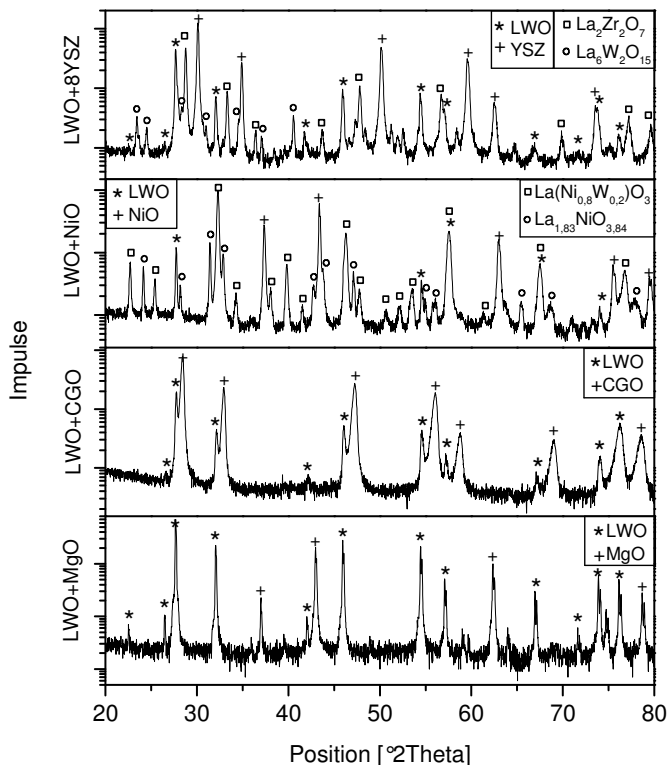 LWO+8YSZ
* LWO
+ YSZ
□ La2Zr2O7
○ La6W2O15
LWO+NiO
* LWO
+ NiO
□ La(Ni0,8W0,2)O3
○ La1,83NiO3,84
Impulse
LWO+CGO
* LWO
+CGO
LWO+MgO
* LWO
+MgO
20 30 40 50 60 70 80
Position [°2Theta]